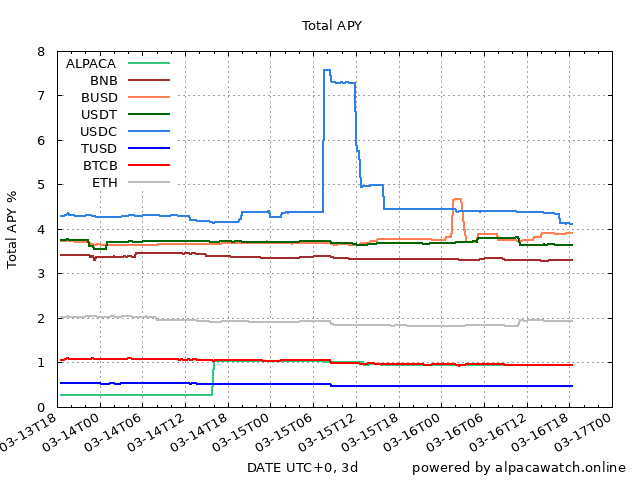 Total APY
8
7
6
5
4
3
2
1
0
Total APY %
ALPACA
BNB
BUSD
USDT
USDC
TUSD
BTCB
ETH
03-13T18
03-14T00
03-14T06
03-14T12
03-14T18
03-15T00
03-15T06
03-15T12
03-15T18
03-16T00
03-16T06
03-16T12
03-16T18
03-17T00
DATE UTC+0, 3d
powered by alpacawatch.online